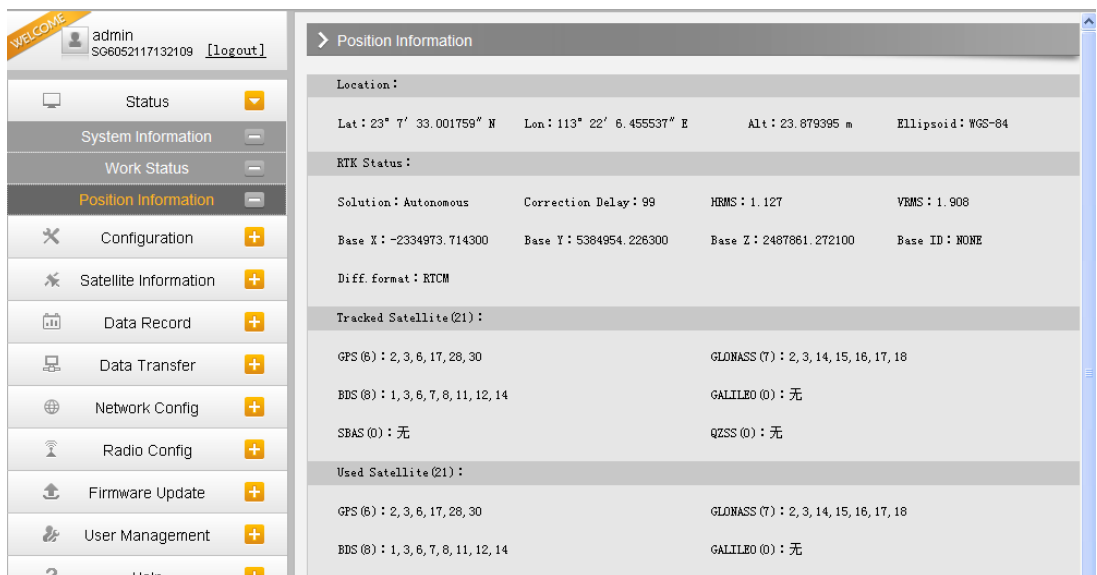 WELCOME
admin
SG6052117132109 [logout]
Status
System Information
Work Status
Position Information
Configuration
Satellite Information
Data Record
Data Transfer
Network Config
Radio Config
Firmware Update
User Management
Help
Position Information
Location：
Lat：23° 7′ 33.001759″ N Lon：113° 22′ 6.455537″ E Alt：23.879395 m Ellipsoid：WGS-84
RTK Status：
Solution：Autonomous Correction Delay：99 HRMS：1.127 VRMS：1.908
Base X：-2334973.714300 Base Y：5384954.226300 Base Z：2487861.272100 Base ID：NONE
Diff.format：RTCM
Tracked Satellite(21)：
GPS(6)：2,3,6,17,28,30 GLONASS(7)：2,3,14,15,16,17,18
BDS(8)：1,3,6,7,8,11,12,14 GALILEO(0)：无
SBAS(0)：无 QZSS(0)：无
Used Satellite(21)：
GPS(6)：2,3,6,17,28,30 GLONASS(7)：2,3,14,15,16,17,18
BDS(8)：1,3,6,7,8,11,12,14 GALILEO(0)：无